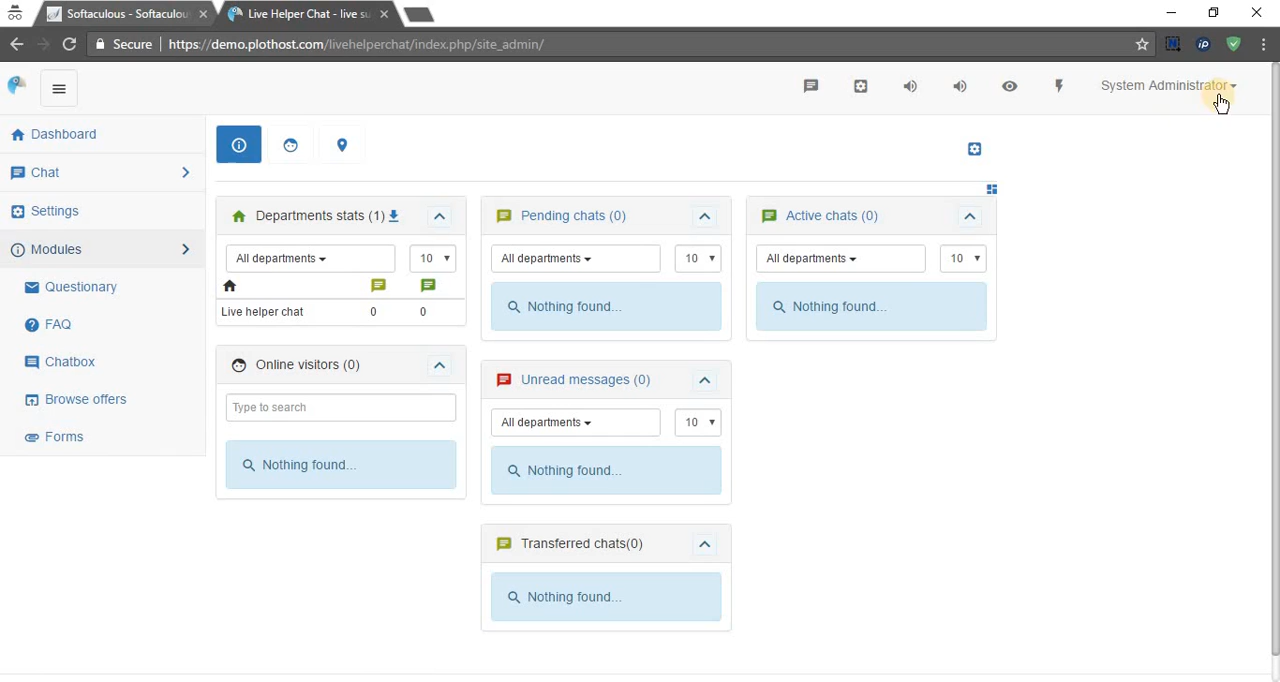 Softaculous - Softaculou
Live Helper Chat - live su
Secure
https://demo.plothost.com/livehelperchat/index.php/site_admin/
System Administrator
Dashboard
Chat
Settings
Modules
Questionary
FAQ
Chatbox
Browse offers
Forms
Departments stats (1)
All departments
10
Live helper chat 0 0
Online visitors (0)
Type to search
Nothing found...
Pending chats (0)
All departments
10
Nothing found...
Unread messages (0)
All departments
10
Nothing found...
Transferred chats(0)
Nothing found...
Active chats (0)
All departments
10
Nothing found...